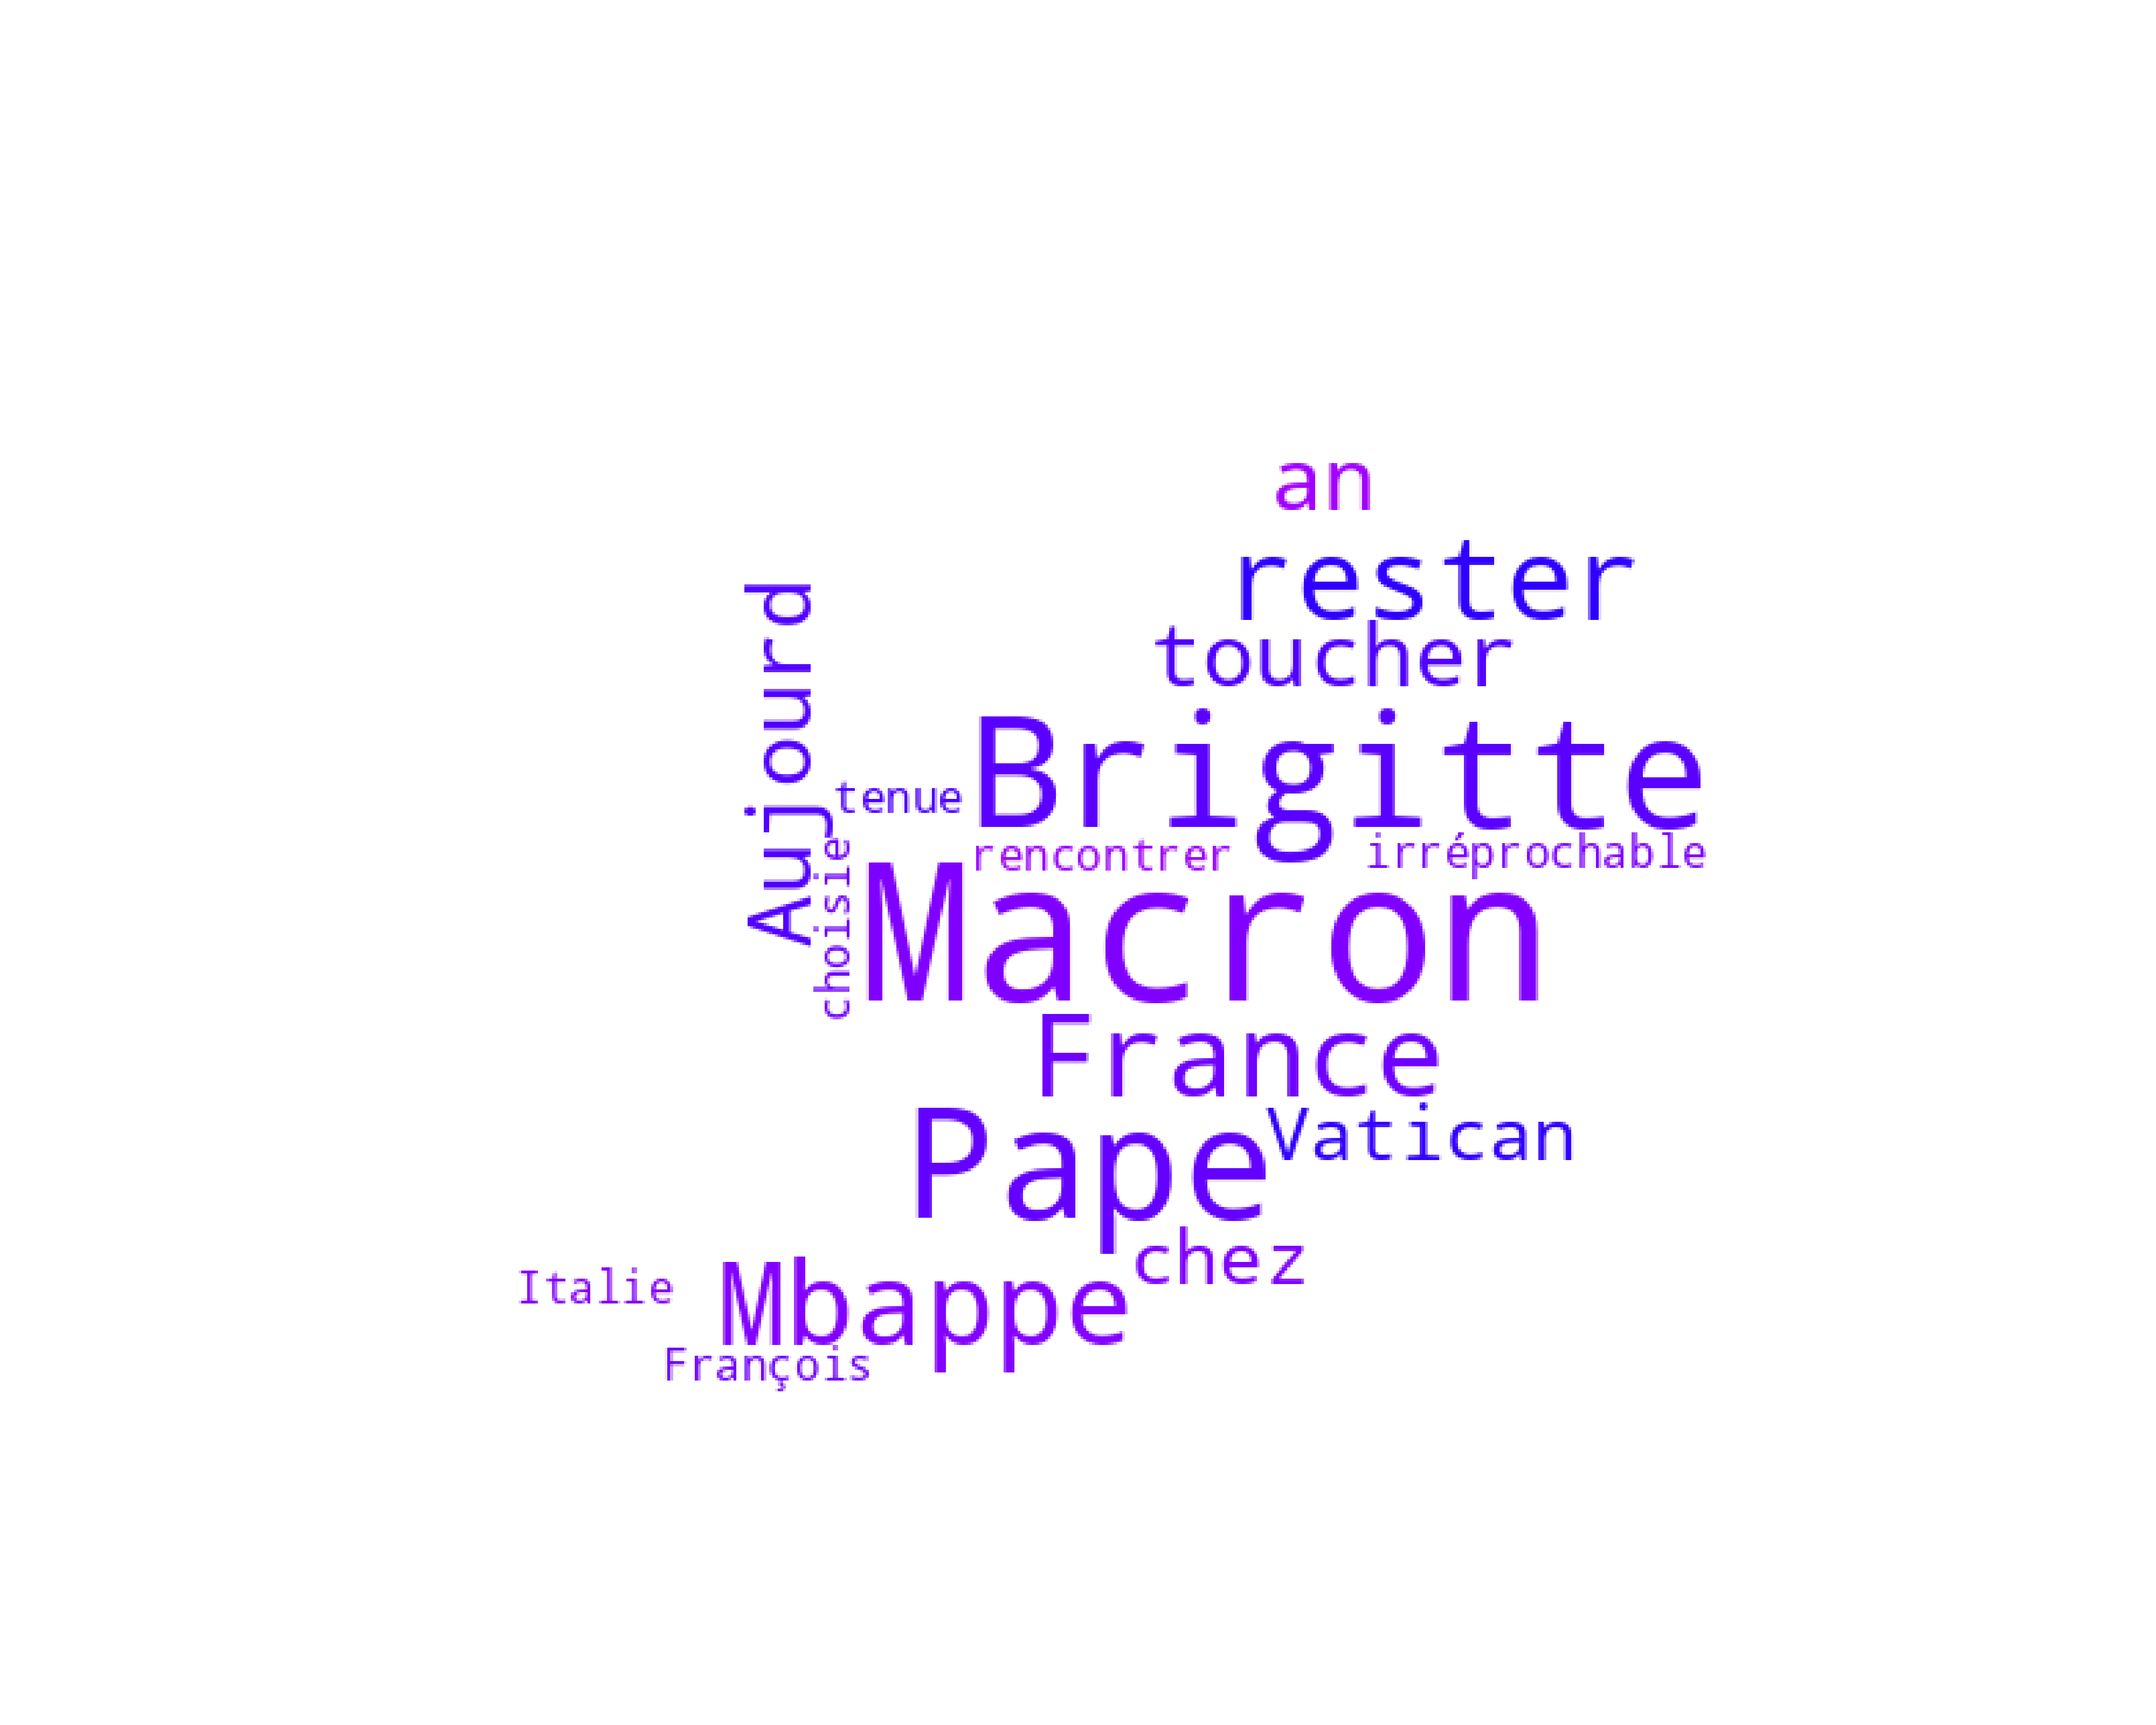 an
rester
Aujourd
toucher
Brigitte
tenue
rencontrer
irréprochable
choisie
Macron
France
Pape
Vatican
chez
Italie
Mbappe
François